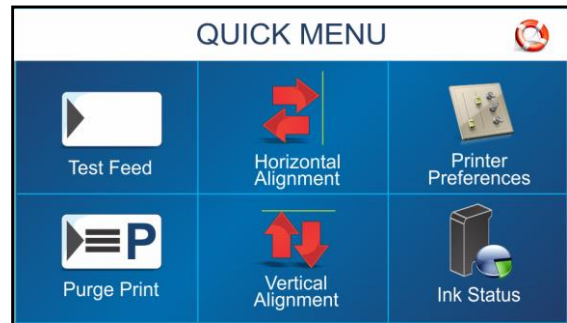 QUICK MENU
Test Feed
Horizontal
Alignment
Printer
Preferences
P
Purge Print
Vertical
Alignment
Ink Status